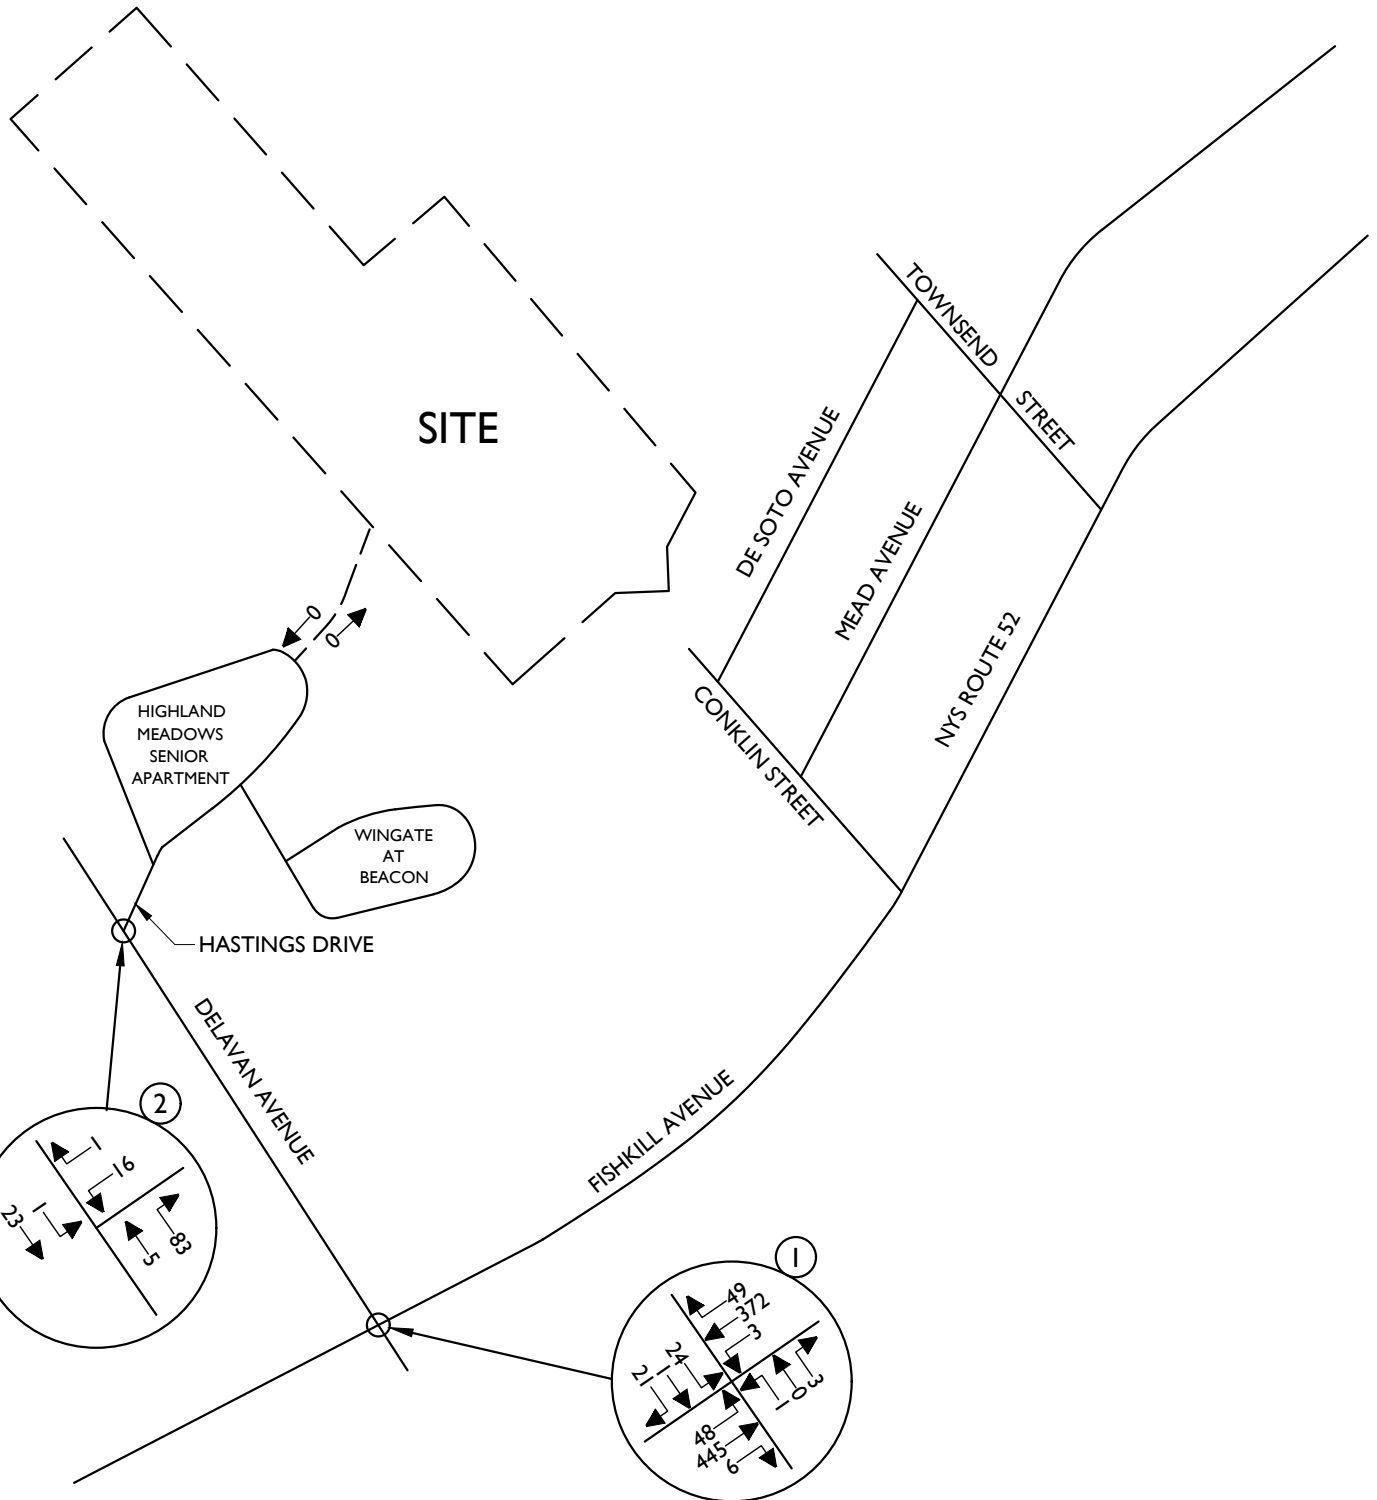 TOWNSEND
STREET
SITE
DE SOTO AVENUE
MEAD AVENUE
NYS ROUTE 52
0
0
CONKLIN STREET
HIGHLAND
MEADOWS
SENIOR
APARTMENT
WINGATE
AT
BEACON
HASTINGS DRIVE
DELAVAN AVENUE
FISHKILL AVENUE
2
1
16
1
23
5
83
1
49
372
3
24
1
21
3
0
1
48
445
6